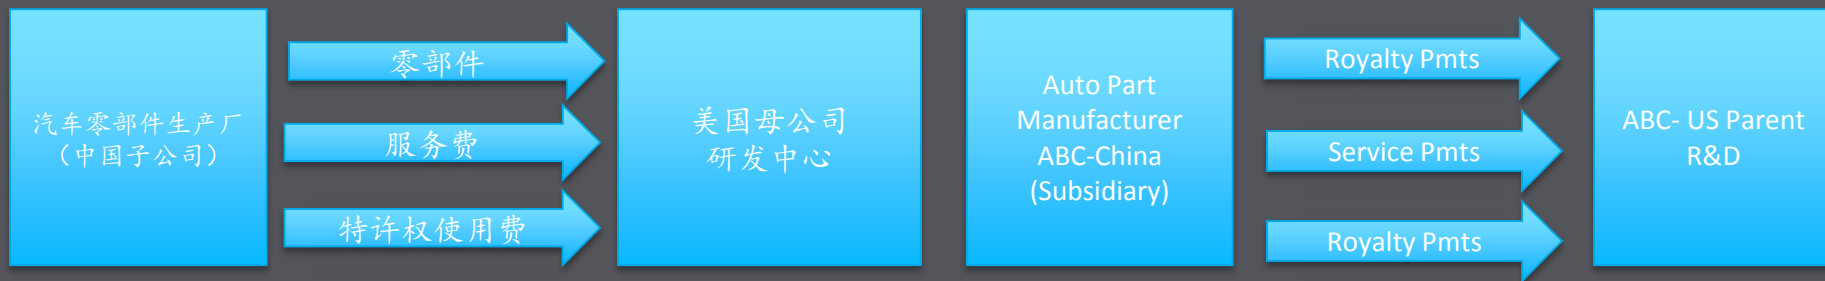 汽车零部件生产厂
（中国子公司）
零部件
服务费
特许权使用费
美国母公司
研发中心
Auto Part
Manufacturer
ABC-China
(Subsidiary)
Royalty Pmts
Service Pmts
Royalty Pmts
ABC- US Parent
R&D